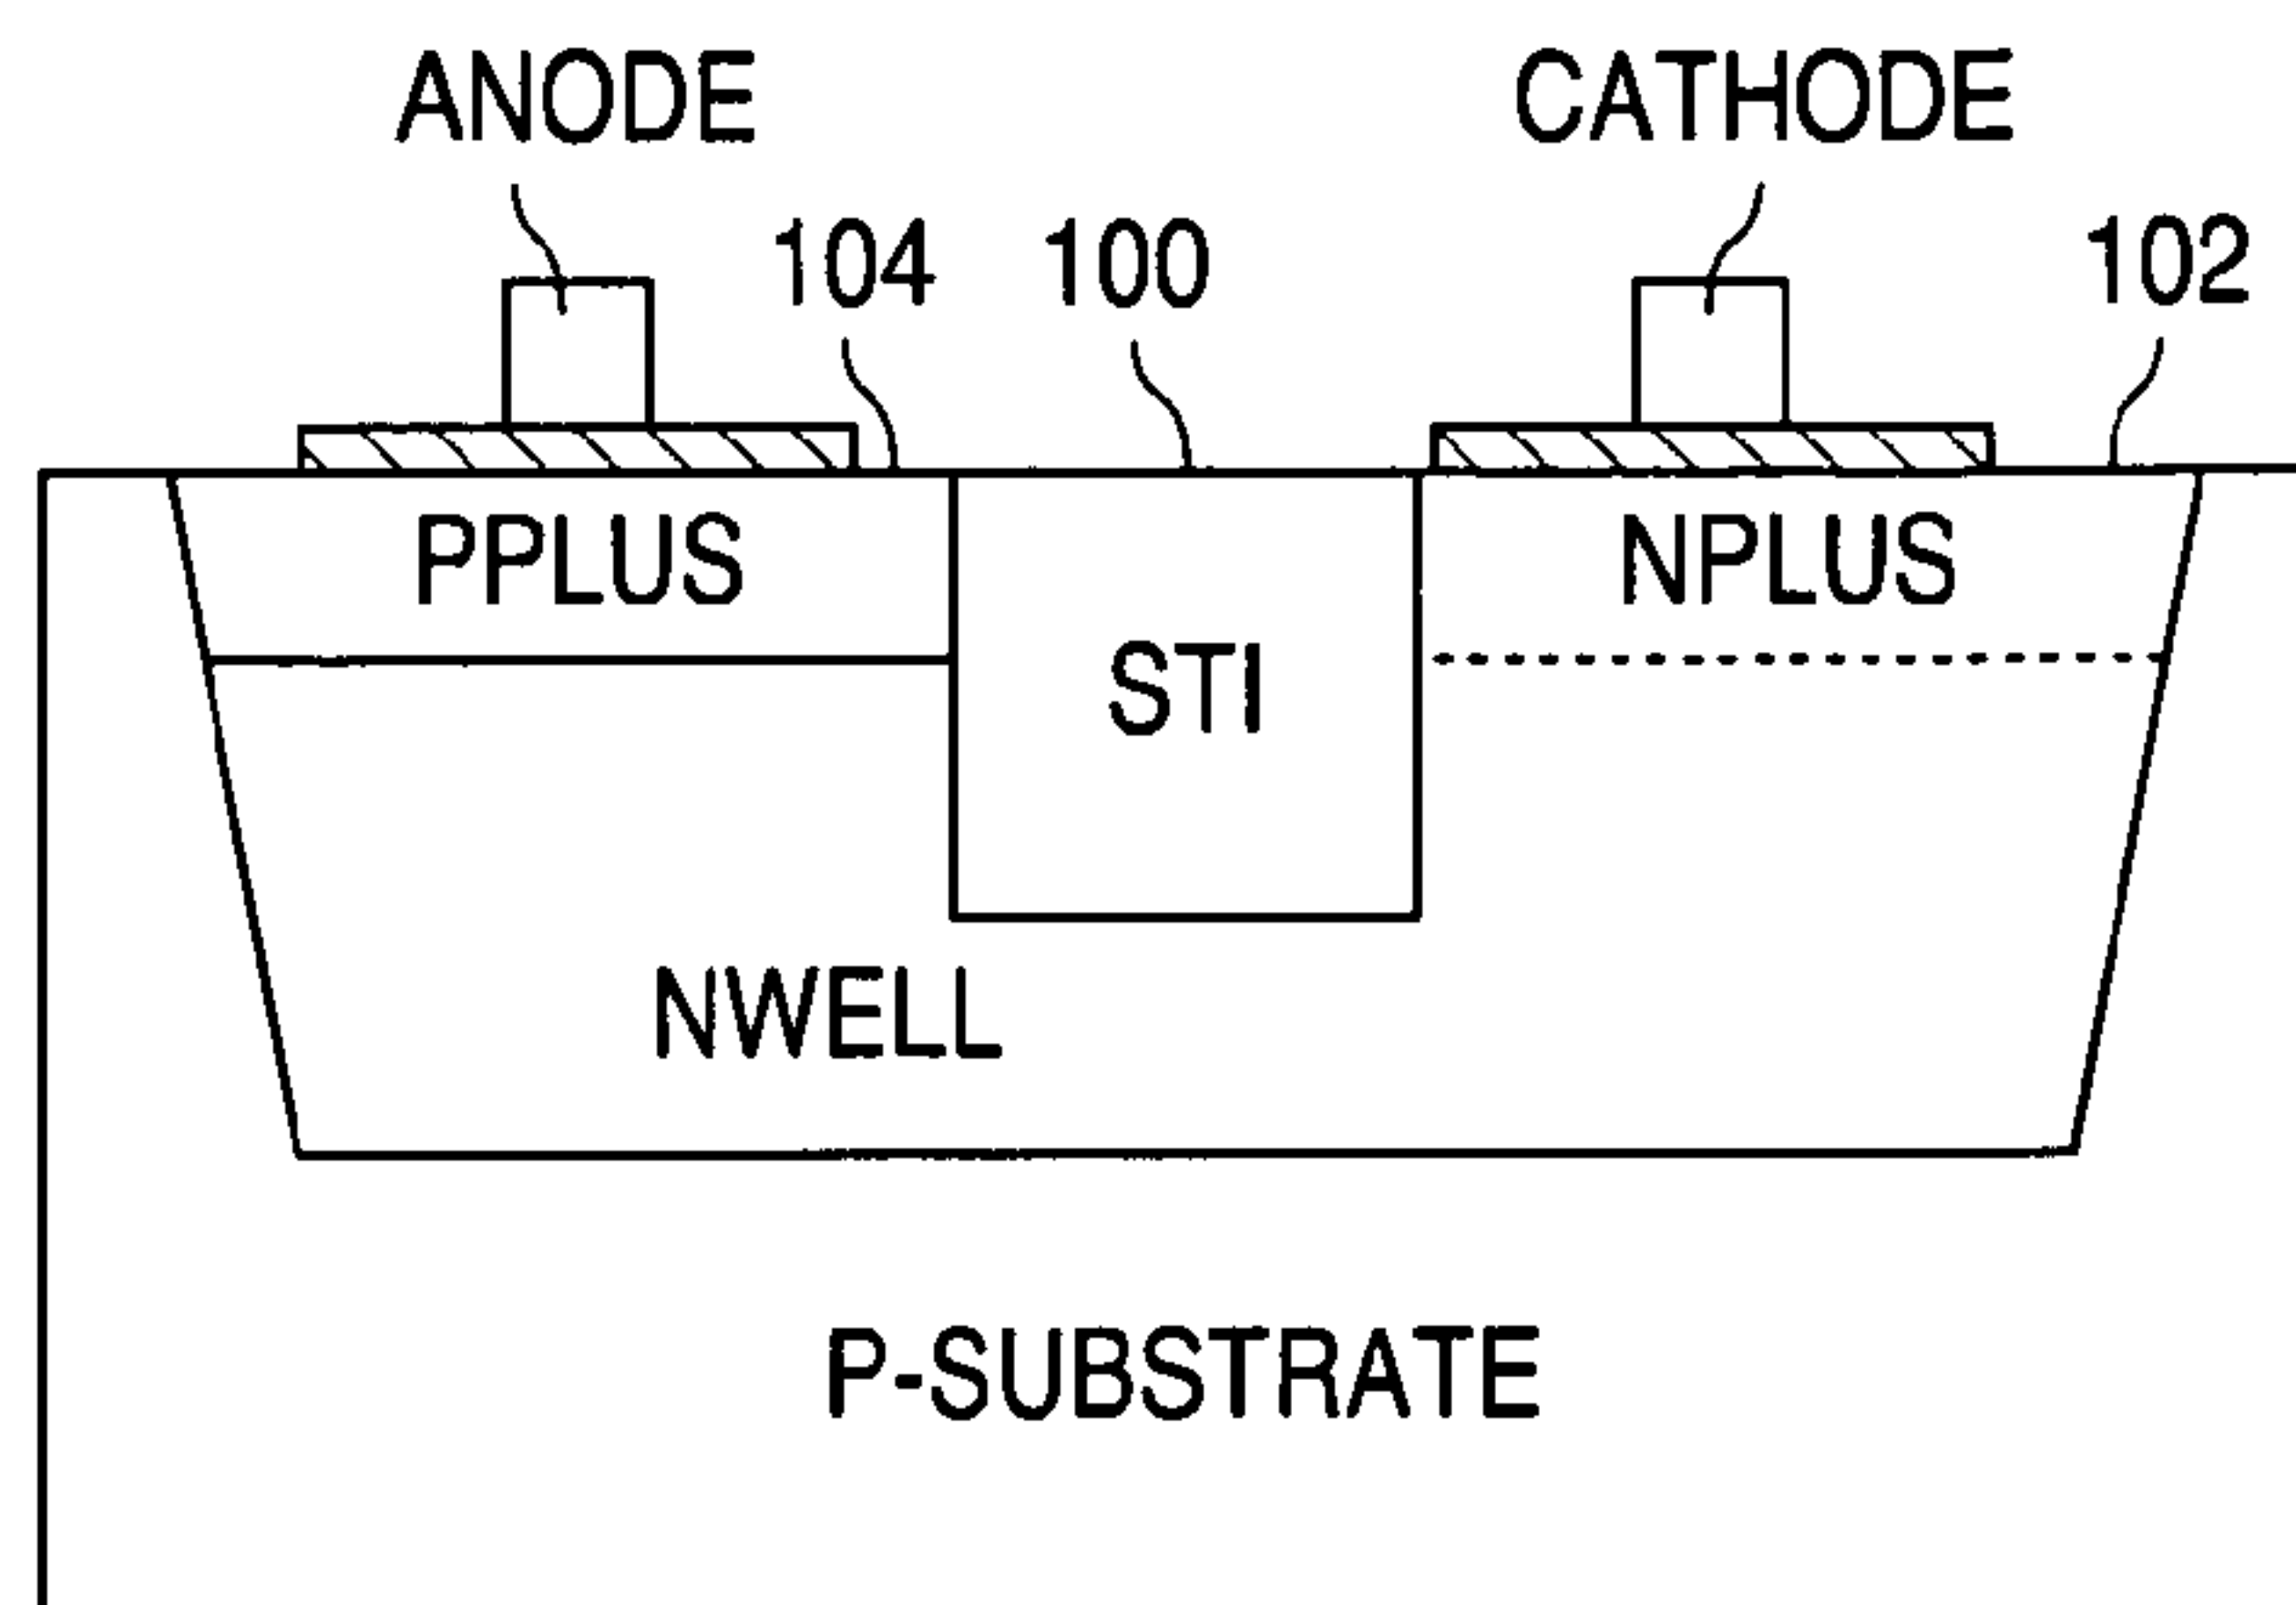 ANODE CATHODE
104 100 102
PPLUS NPLUS
STI
NWELL
P-SUBSTRATE